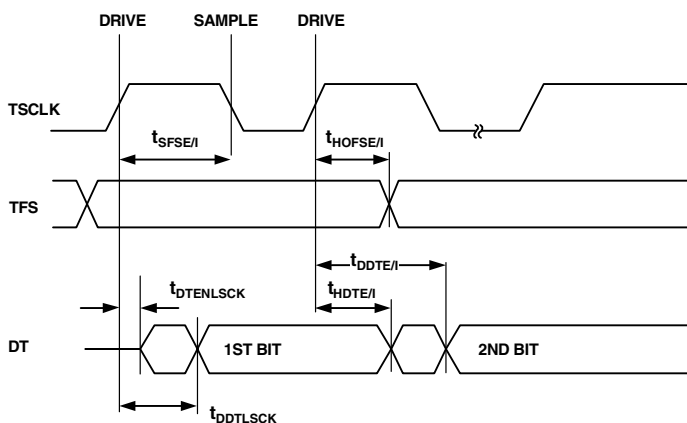 DRIVE SAMPLE DRIVE
TSCLK
tSFSE/I tHOFSE/I
TFS
tDDTE/I
tDTENLSCK tHDTE/I
DT 1ST BIT 2ND BIT
tDDTLSCK